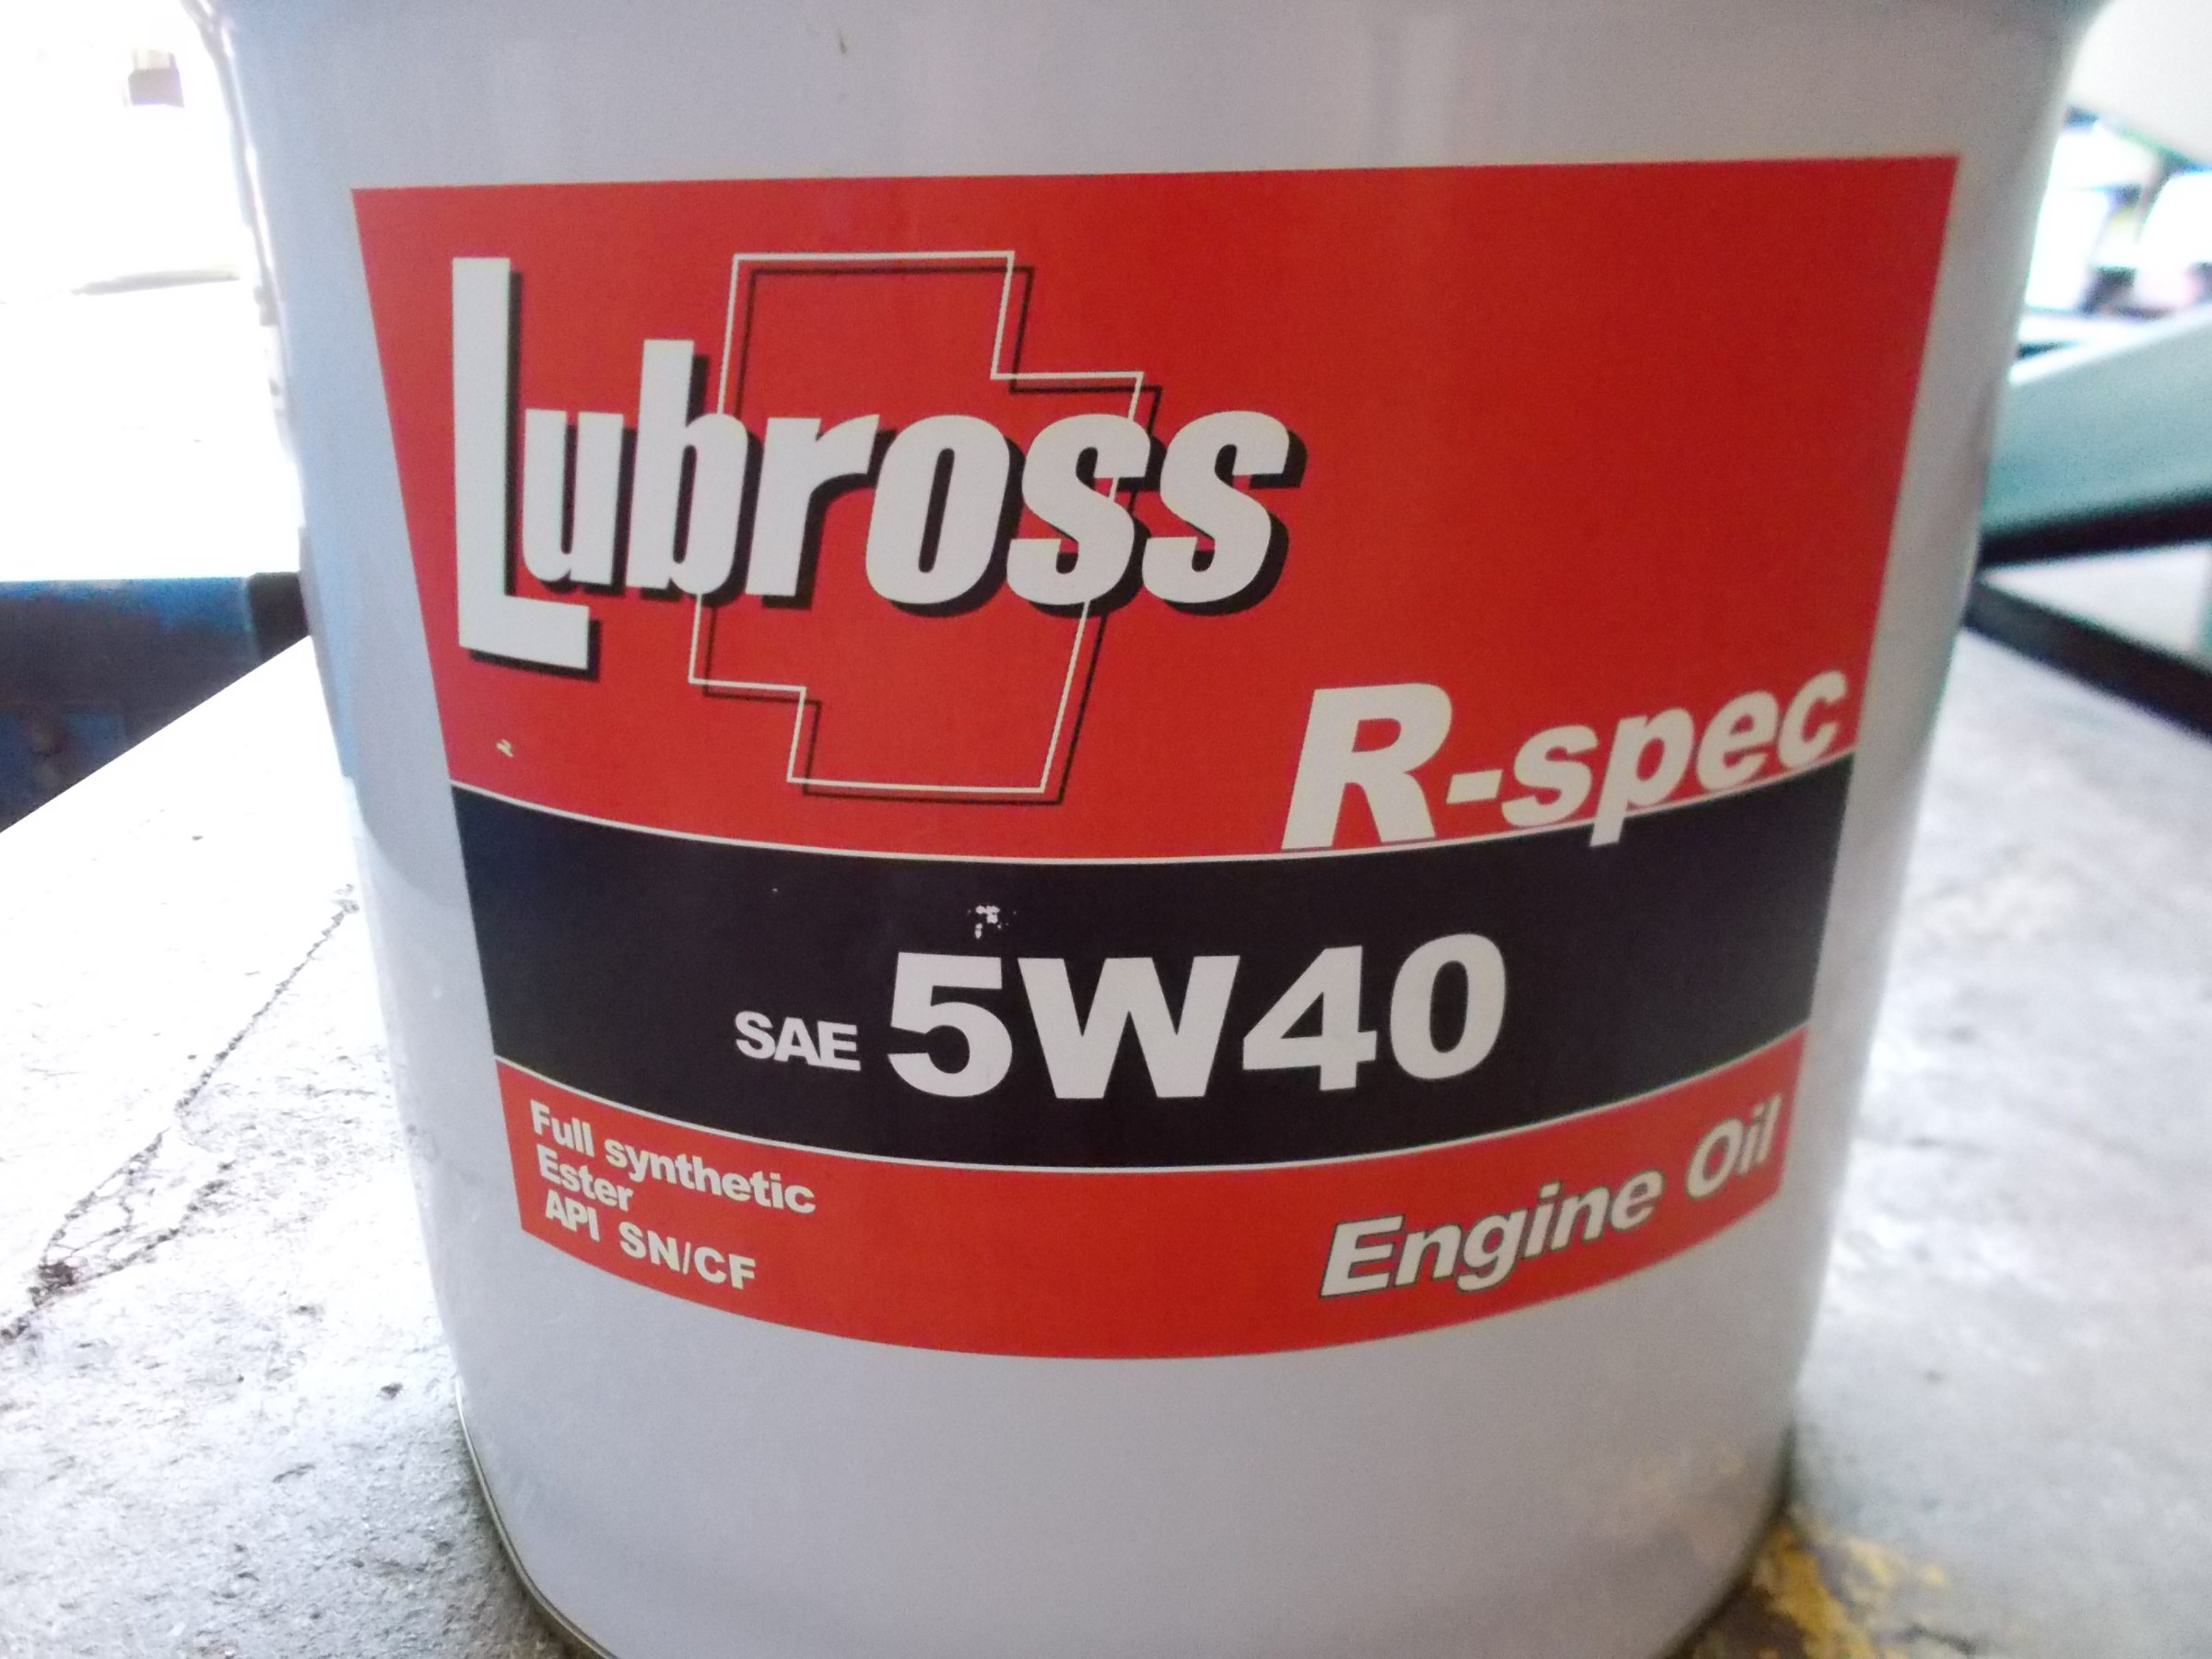 Lubross
R-spec
SAE 5W40
Full synthetic
Ester
API SN/CF
Engine Oil